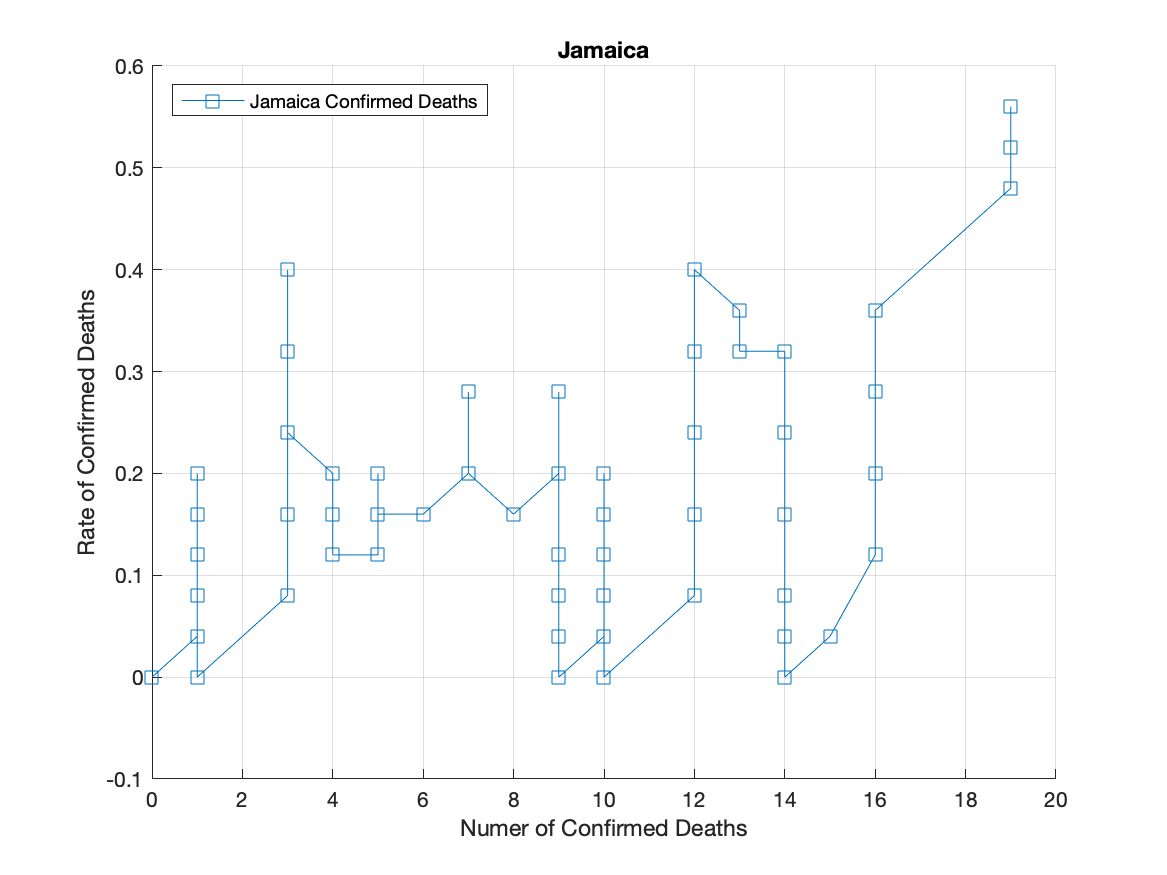 Jamaica
0.6
Jamaica Confirmed Deaths
0.5
0.4
0.3
0.2
0.1
0
-0.1
Rate of Confirmed Deaths
0 2 4 6 8 10 12 14 16 18 20
Numer of Confirmed Deaths